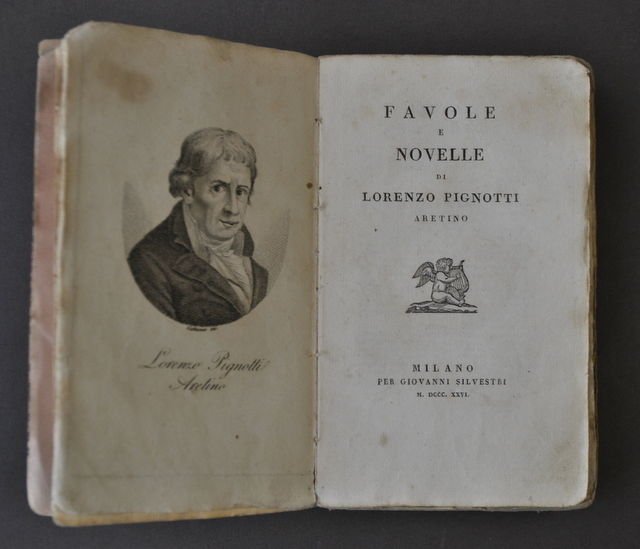 Lorenzo Pignotti
Aretino
FAVOLE
E
NOVELLE
DI
LORENZO PIGNOTTI
ARETINO
MILANO
PER GIOVANNI SILVESTRI
M. DCCC. XXVI.